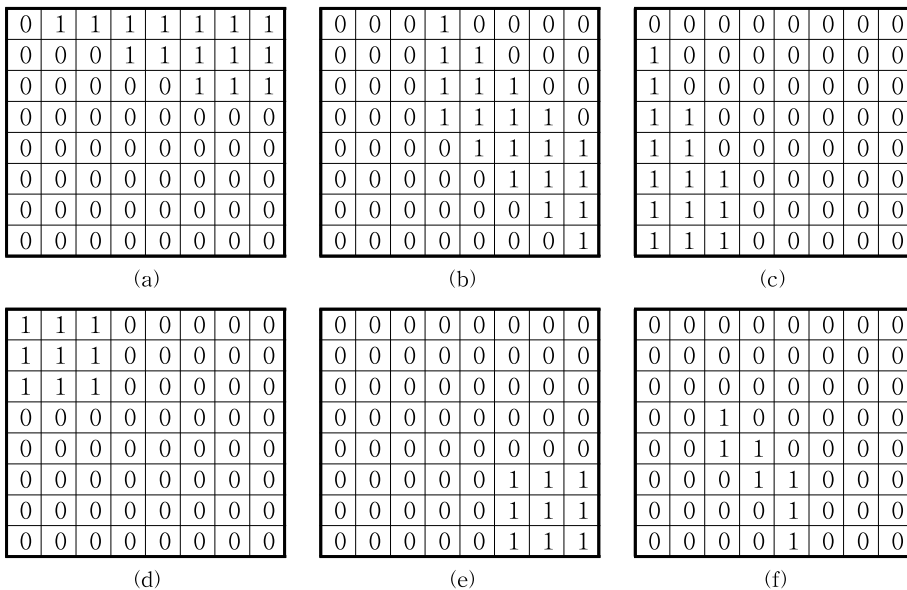 0 1 1 1 1 1 1 1 0 0 0 1 0 0 0 0 0 0 0 0 0 0 0 0
0 0 0 1 1 1 1 1 0 0 0 1 1 0 0 0 1 0 0 0 0 0 0 0
0 0 0 0 0 1 1 1 0 0 0 1 1 1 0 0 1 0 0 0 0 0 0 0
0 0 0 0 0 0 0 0 0 0 0 1 1 1 1 0 1 1 0 0 0 0 0 0
0 0 0 0 0 0 0 0 0 0 0 0 1 1 1 1 1 1 0 0 0 0 0 0
0 0 0 0 0 0 0 0 0 0 0 0 0 1 1 1 1 1 1 0 0 0 0 0
0 0 0 0 0 0 0 0 0 0 0 0 0 0 1 1 1 1 1 0 0 0 0 0
0 0 0 0 0 0 0 0 0 0 0 0 0 0 0 1 1 1 1 0 0 0 0 0
(a) (b) (c)
1 1 1 0 0 0 0 0 0 0 0 0 0 0 0 0 0 0 0 0 0 0 0 0
1 1 1 0 0 0 0 0 0 0 0 0 0 0 0 0 0 0 0 0 0 0 0 0
1 1 1 0 0 0 0 0 0 0 0 0 0 0 0 0 0 0 0 0 0 0 0 0
0 0 0 0 0 0 0 0 0 0 0 0 0 0 0 0 0 0 1 0 0 0 0 0
0 0 0 0 0 0 0 0 0 0 0 0 0 0 0 0 0 0 1 1 0 0 0 0
0 0 0 0 0 0 0 0 0 0 0 0 0 1 1 1 0 0 0 1 1 0 0 0
0 0 0 0 0 0 0 0 0 0 0 0 0 1 1 1 0 0 0 0 1 0 0 0
0 0 0 0 0 0 0 0 0 0 0 0 0 1 1 1 0 0 0 0 1 0 0 0
(d) (e) (f)